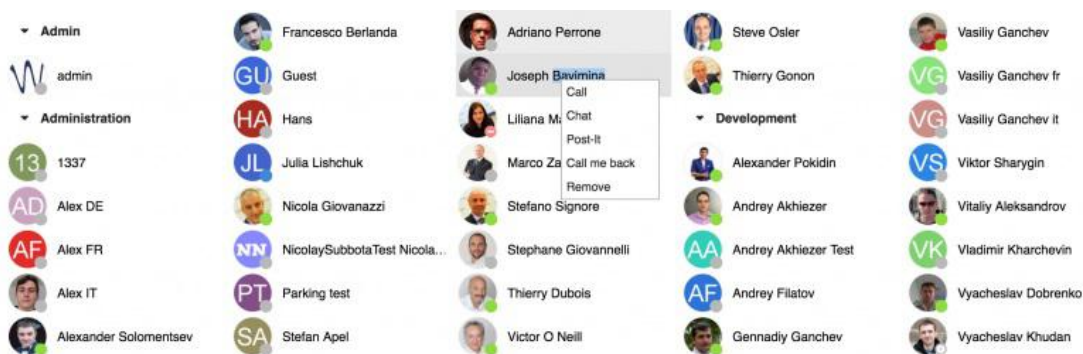 Admin
admin
Administration
13 1337
AD Alex DE
AF Alex FR
Alex IT
Alexander Solomentsev
Francesco Berlanda
GU Guest
HA Hans
JL Julia Lishchuk
Nicola Giovanazzi
NN NicolaySubbotaTest Nicola...
PT Parking test
SA Stefan Apel
Adriano Perrone
Joseph Bavimina
Call
Chat
Post-It
Call me back
Remove
Liliana Ma
Marco Za
Stefano Signore
Stephane Giovannelli
Thierry Dubois
Victor O Neill
Steve Osler
Thierry Gonon
Development
Alexander Pokidin
Andrey Akhiezer
AA Andrey Akhiezer Test
AF Andrey Filatov
Gennadiy Ganchev
Vasiliy Ganchev
VG Vasiliy Ganchev fr
VG Vasiliy Ganchev it
VS Viktor Sharygin
Vitaliy Aleksandrov
VK Vladimir Kharchevin
Vyacheslav Dobrenko
Vyacheslav Khudan